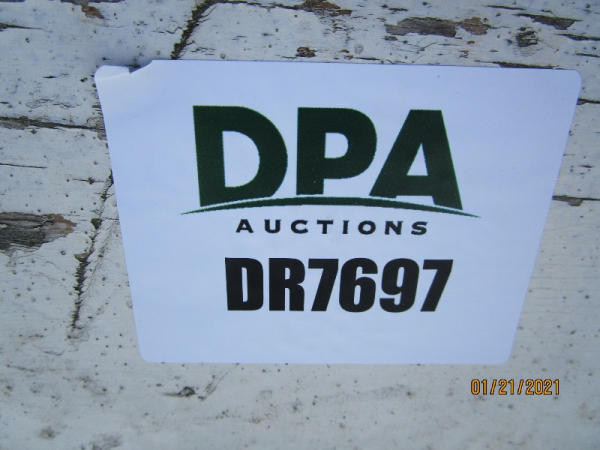 DPA
AUCTIONS
DR7697
01/21/2021